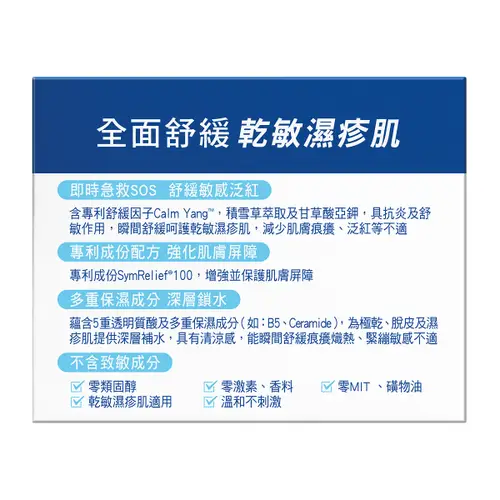 全面舒緩 乾敏濕疹肌
即時急救SOS 舒緩敏感泛紅
含專利舒緩因子Calm Yang™，積雪草萃取及甘草酸亞鉀，具抗炎及舒
敏作用，瞬間舒緩呵護乾敏濕疹肌，減少肌膚痕癢、泛紅等不適
專利成份配方 強化肌膚屏障
專利成份SymRelief®100，增強並保護肌膚屏障
多重保濕成分 深層鎖水
蘊含5重透明質酸及多重保濕成分（如：B5、Ceramide），為極乾、脫皮及濕
疹肌提供深層補水，具有清涼感，能瞬間舒緩痕癢熾熱、緊繃敏感不適
不含致敏成分
零類固醇 零激素、香料 零MIT 、礦物油
乾敏濕疹肌適用 溫和不刺激